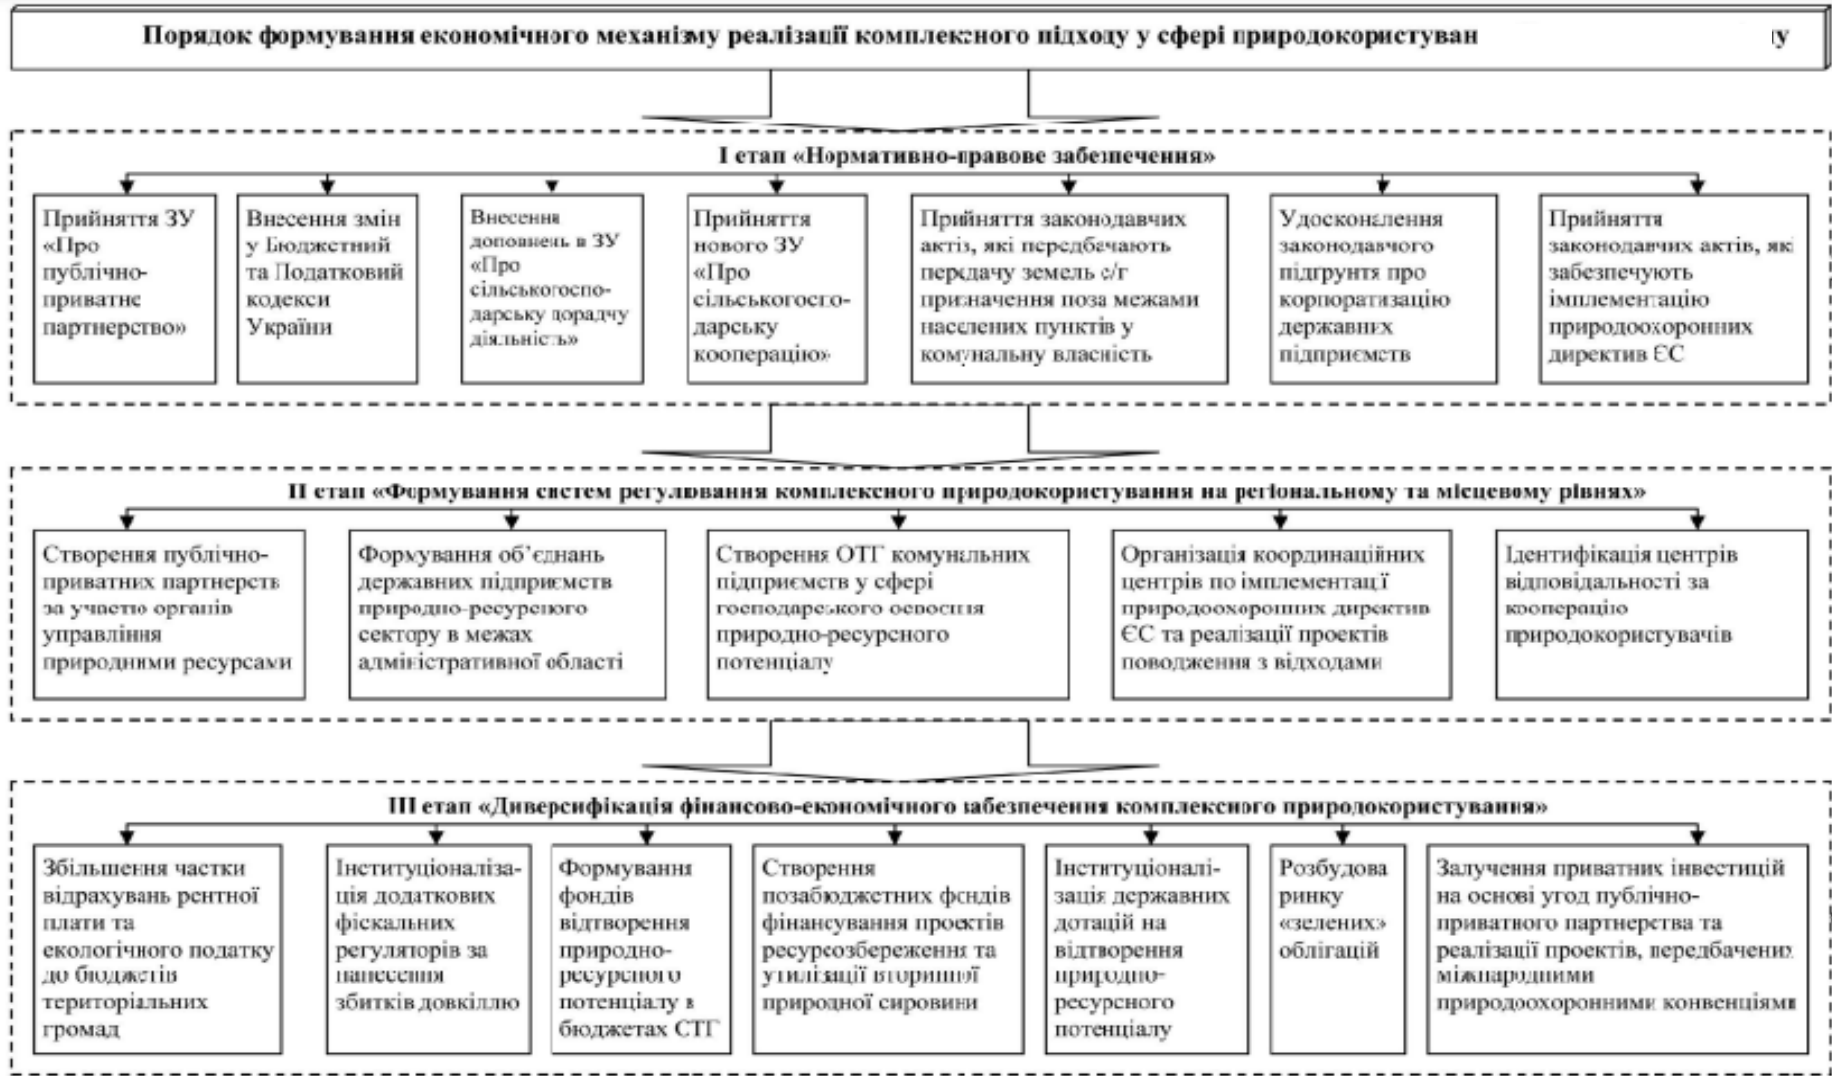 Порядок формування економічного механізму реалізації комплексного підходу у сфері природокористуван у
І етап «Нормативно-правове забезпечення»
Прийняття ЗУ
«Про
публічно-
приватне
партнерство»
Внесення змін
у Бюджетний
та Податковий
кодекси
України
Внесення
доповнень в ЗУ
«Про
сільськогоспо-
дарську дорадчу
діяльність»
Прийняття
нового ЗУ
«Про
сільськогоспо-
дарську
кооперацію»
Прийняття законодавчих
актів, які передбачають
передачу земель с/г
призначення поза межами
населених пунктів у
комунальну власність
Удосконалення
законодавчого
підґрунтя про
корпоратизацію
державних
підприємств
Прийняття
законодавчих актів, які
забезпечують
імплементацію
природоохоронних
директив ЄС
ІІ етап «Формування систем регулювання комплексного природокористування на регіональному та місцевому рівнях»
Створення публічно-
приватних партнерств
за участю органів
управління
природними ресурсами
Формування об’єднань
державних підприємств
природно-ресурсного
сектору в межах
адміністративної області
Створення ОТГ комунальних
підприємств у сфері
господарського освоєння
природно-ресурсного
потенціалу
Організація координаційних
центрів по імплементації
природоохоронних директив
ЄС та реалізації проектів
поводження з відходами
Ідентифікація центрів
відповідальності за
кооперацію
природокористувачів
ІІІ етап «Диверсифікація фінансово-економічного забезпечення комплексного природокористування»
Збільшення частки
відрахувань рентної
плати та
екологічного податку
до бюджетів
територіальних
громад
Інституціоналіза-
ція додаткових
фіскальних
регуляторів за
нанесення
збитків довкіллю
Формування
фондів
відтворення
природно-
ресурсного
потенціалу в
бюджетах СТГ
Створення
позабюджетних фондів
фінансування проектів
ресурсозбереження та
утилізації вторинної
природної сировини
Інституціоналі-
зація державних
дотацій на
відтворення
природно-
ресурсного
потенціалу
Розбудова
ринку
«зелених»
облігацій
Залучення приватних інвестицій
на основі угод публічно-
приватного партнерства та
реалізації проектів, передбачених
міжнародними
природоохоронними конвенціями